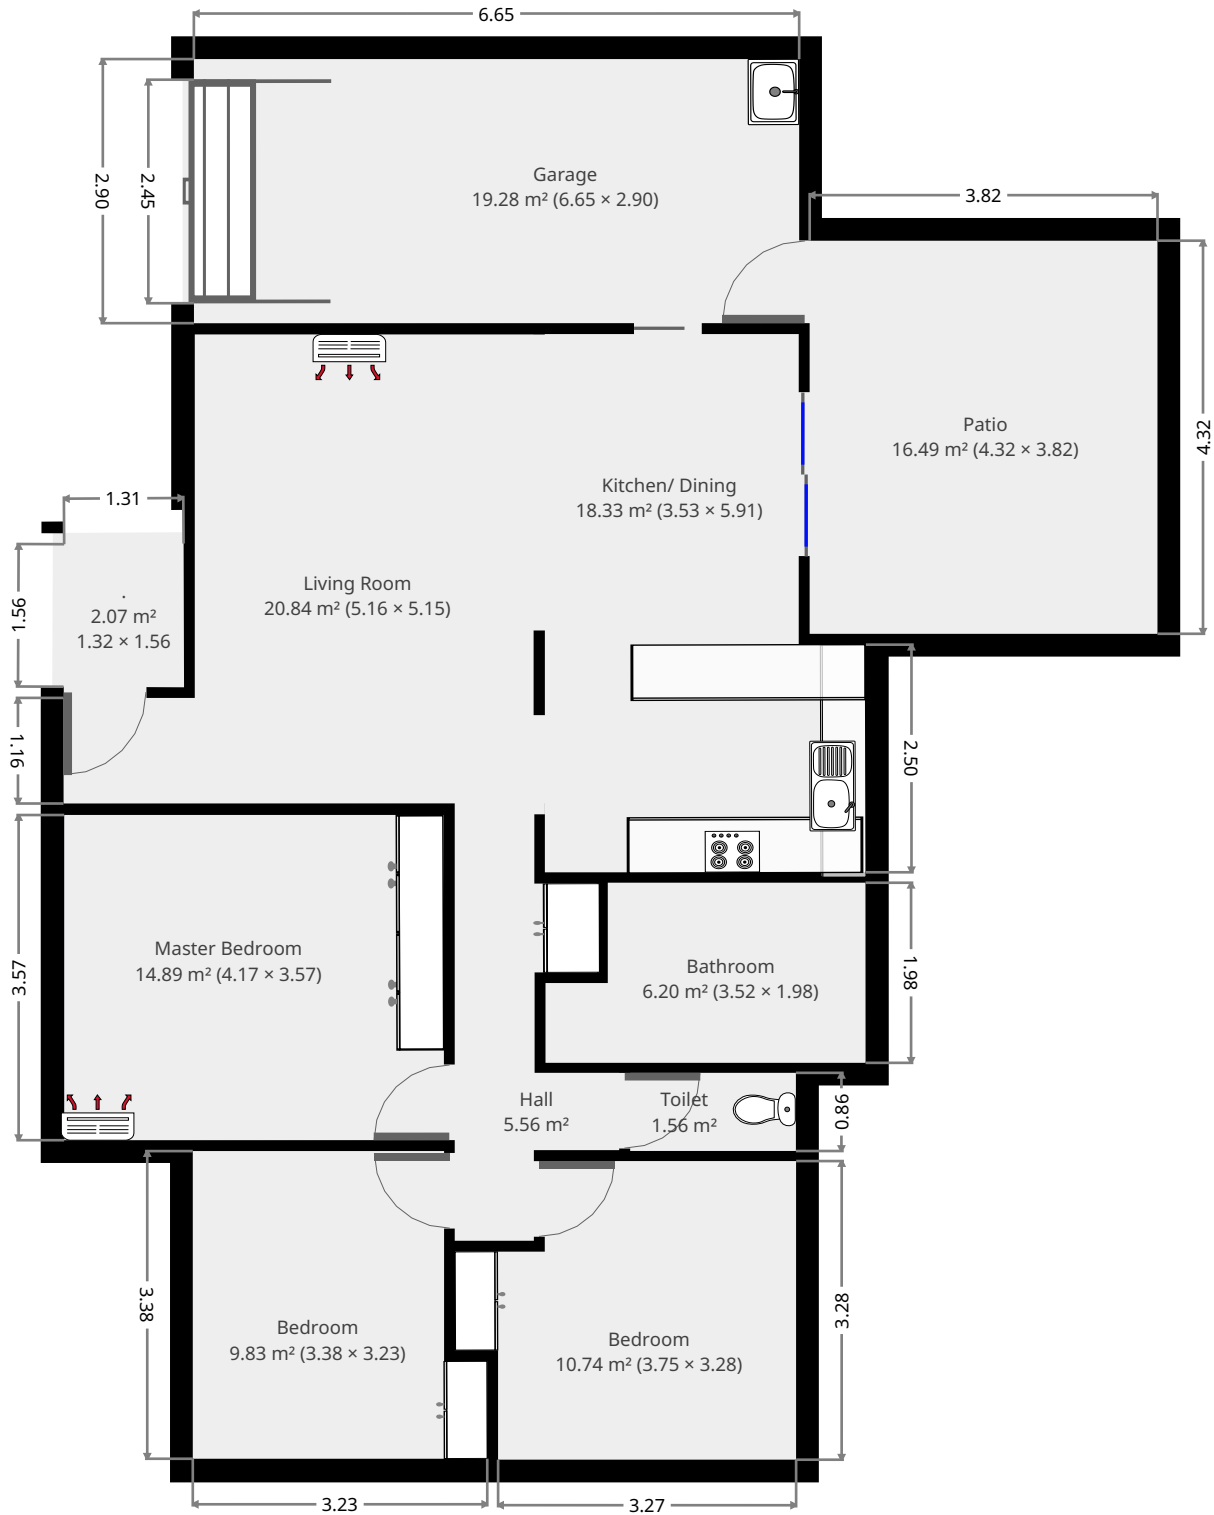 6.65
2.90
2.45
Garage
19.28 m² (6.65 × 2.90)
3.82
Patio
16.49 m² (4.32 × 3.82)
4.32
Kitchen/ Dining
18.33 m² (3.53 × 5.91)
1.31
1.56
.
2.07 m²
1.32 × 1.56
Living Room
20.84 m² (5.16 × 5.15)
1.16
2.50
3.57
Master Bedroom
14.89 m² (4.17 × 3.57)
Bathroom
6.20 m² (3.52 × 1.98)
1.98
Hall
5.56 m²
Toilet
1.56 m²
0.86
3.38
Bedroom
9.83 m² (3.38 × 3.23)
Bedroom
10.74 m² (3.75 × 3.28)
3.28
3.23
3.27